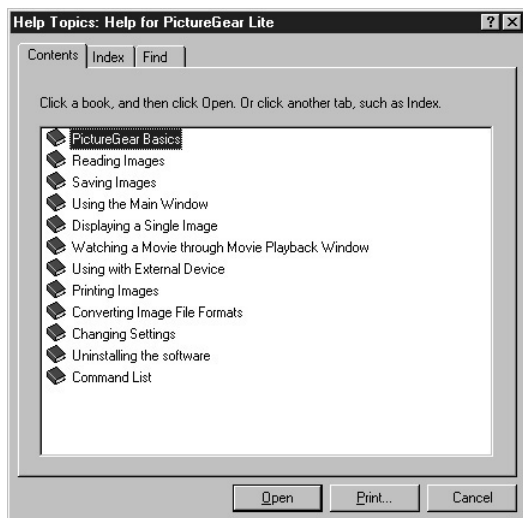 Help Topics: Help for PictureGear Lite
Contents Index Find
Click a book, and then click Open. Or click another tab, such as Index.
PictureGear Basics
Reading Images
Saving Images
Using the Main Window
Displaying a Single Image
Watching a Movie through Movie Playback Window
Using with External Device
Printing Images
Converting Image File Formats
Changing Settings
Uninstalling the software
Command List
Open Print... Cancel